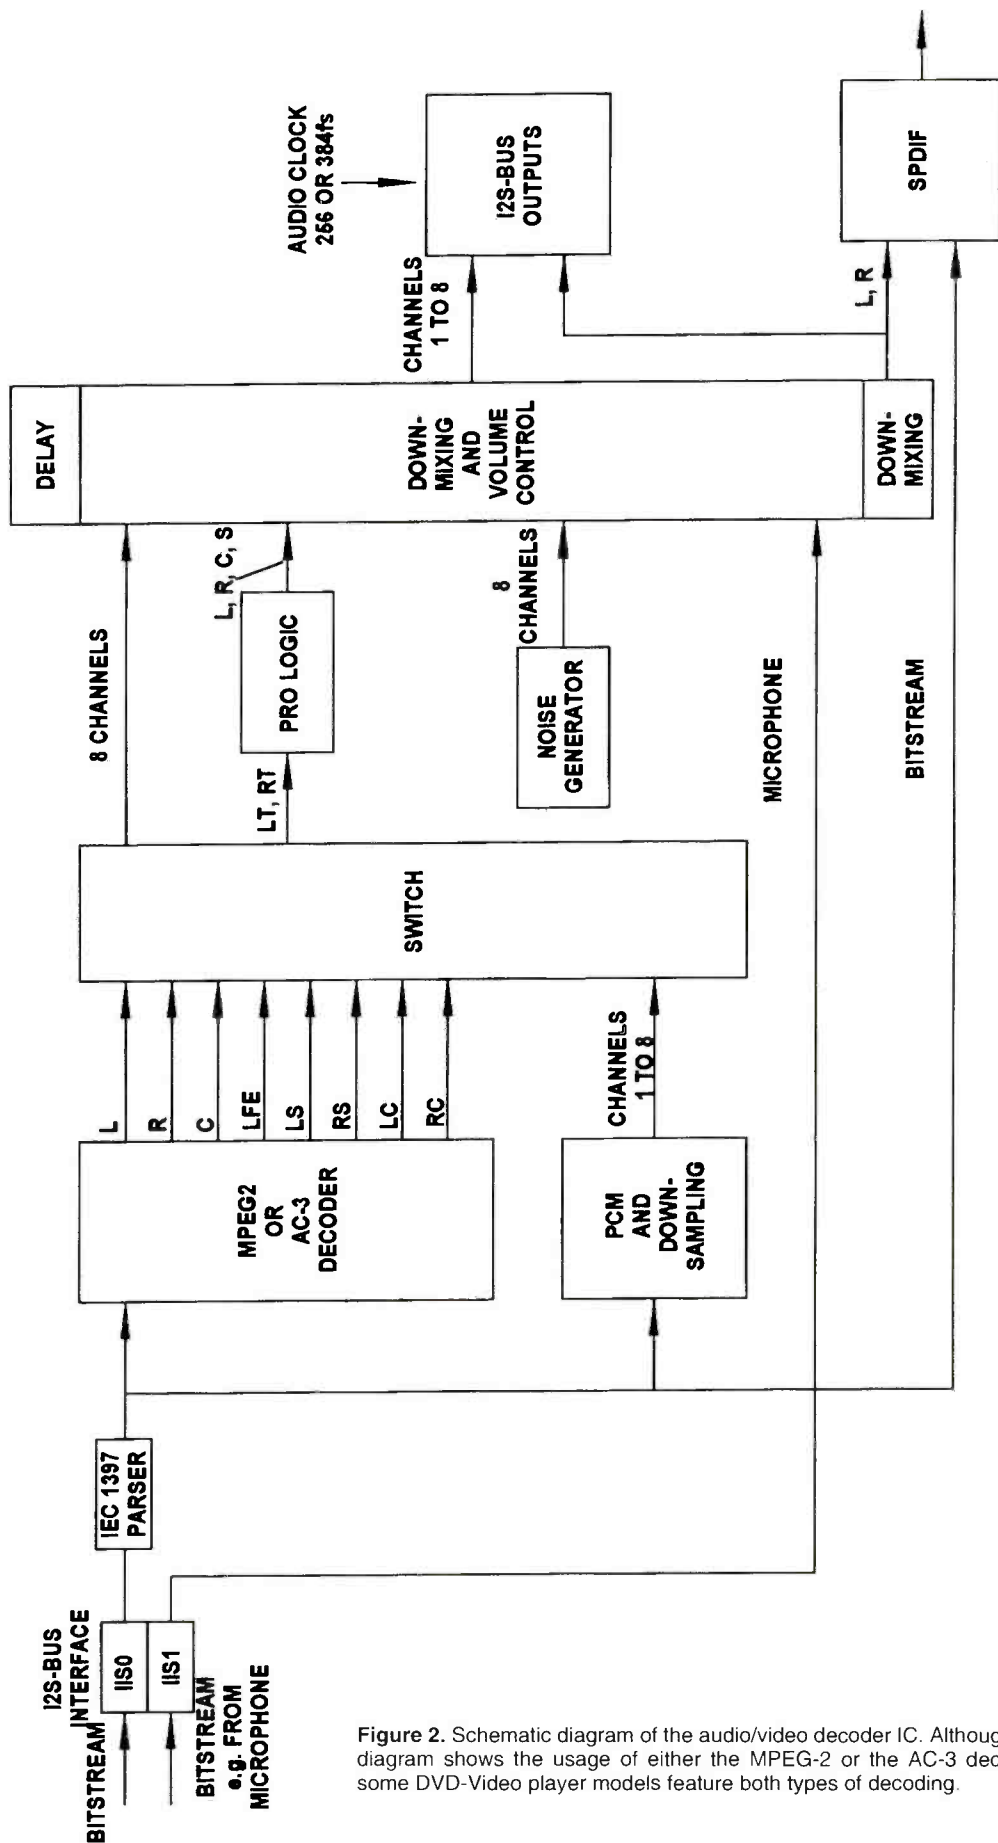 I2S-BUS
INTERFACE
BITSTREAM
IIS0
IIS1
BITSTREAM
e.g. FROM
MICROPHONE
IEC 1397
PARSER
MPEG2
OR
AC-3
DECODER
L
R
C
LFE
LS
RS
LC
RC
PCM
AND
DOWN-
SAMPLING
CHANNELS
1 TO 8
SWITCH
8 CHANNELS
LT, RT
PRO LOGIC
L, R, C, S
NOISE
GENERATOR
8
CHANNELS
MICROPHONE
BITSTREAM
DELAY
DOWN-
MIXING
AND
VOLUME
CONTROL
DOWN-
MIXING
CHANNELS
1 TO 8
L, R
AUDIO CLOCK
256 OR 384fs
I2S-BUS
OUTPUTS
SPDIF
Figure 2. Schematic diagram of the audio/video decoder IC. Althoug
diagram shows the usage of either the MPEG-2 or the AC-3 dec
some DVD-Video player models feature both types of decoding.